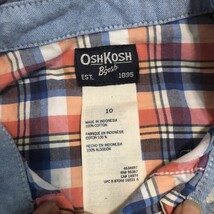 OSHKOSH
B'gosh
EST. 1895
10
MADE IN INDONESIA
100% COTTON
FABRIQUÉ EN INDONÉSIE
COTON 100%
HECHO EN INDONESIA
100% ALGODÓN